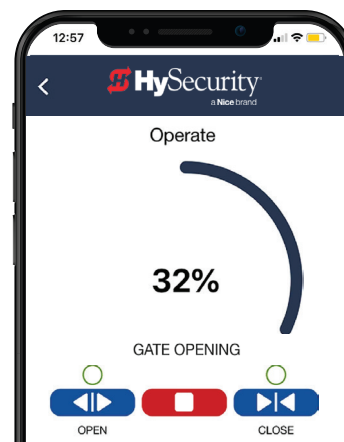 12:57
HySecurity
a Nice brand
Operate
32%
GATE OPENING
OPEN
CLOSE